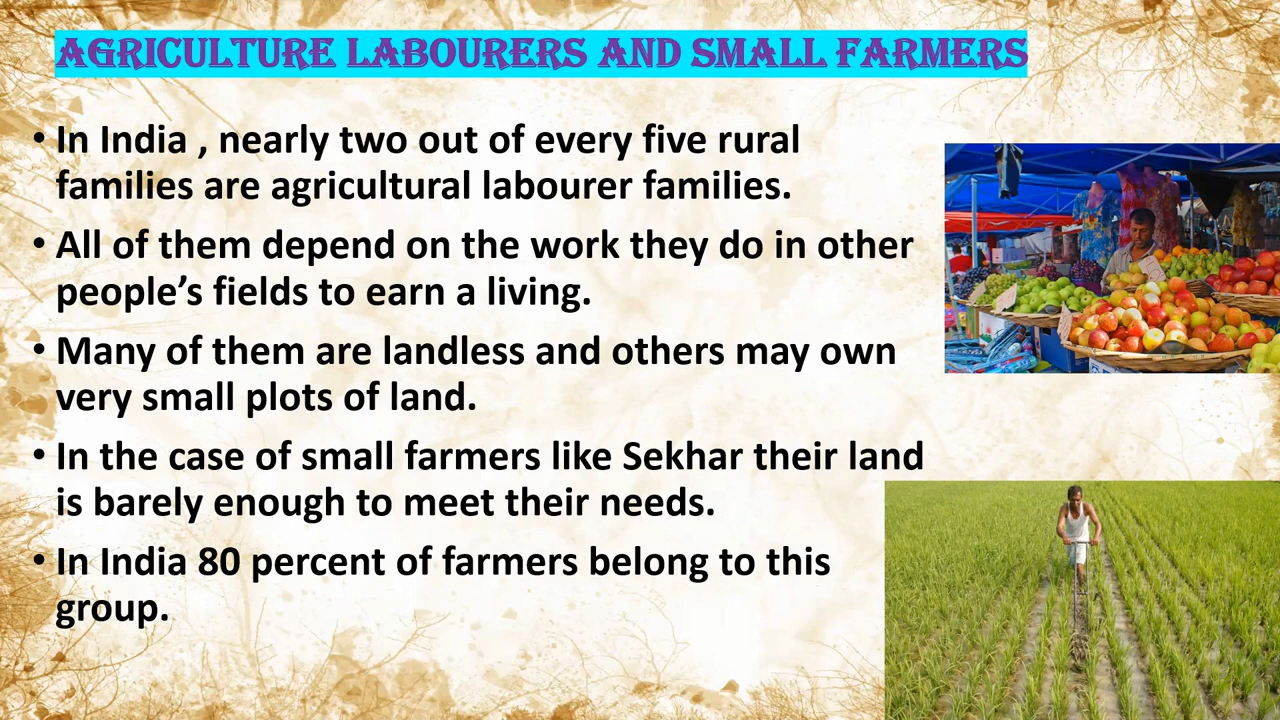 AGRICULTURE LABOURERS AND SMALL FARMERS
• In India , nearly two out of every five rural
families are agricultural labourer families.
• All of them depend on the work they do in other
people’s fields to earn a living.
• Many of them are landless and others may own
very small plots of land.
• In the case of small farmers like Sekhar their land
is barely enough to meet their needs.
• In India 80 percent of farmers belong to this
group.